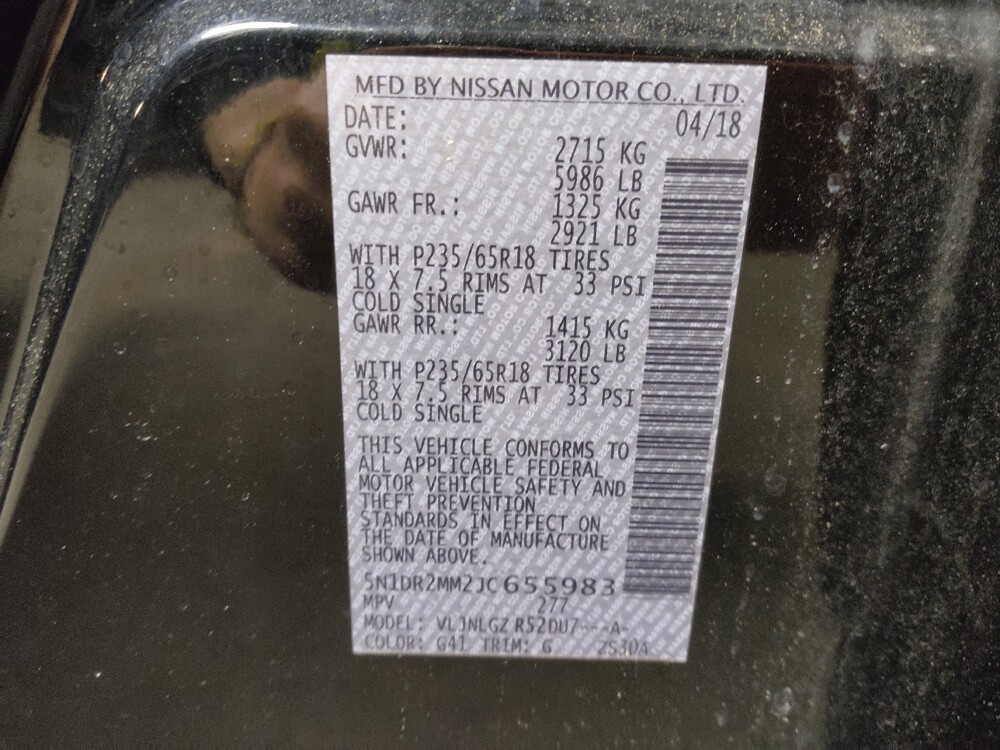 MFD BY NISSAN MOTOR CO., LTD.
DATE: 04/18
GVWR: 2715 KG
5986 LB
GAWR FR.: 1325 KG
2921 LB
WITH P235/65R18 TIRES
18 X 7.5 RIMS AT 33 PSI
COLD SINGLE
GAWR RR.: 1415 KG
3120 LB
WITH P235/65R18 TIRES
18 X 7.5 RIMS AT 33 PSI
COLD SINGLE
THIS VEHICLE CONFORMS TO
ALL APPLICABLE FEDERAL
MOTOR VEHICLE SAFETY AND
THEFT PREVENTION
STANDARDS IN EFFECT ON
THE DATE OF MANUFACTURE
SHOWN ABOVE.
5N1DR2MM2JC655983
MPV 277
MODEL: VLJNLGZ R52DU7---A-
COLOR: G41 TRIM: G ZS3DA